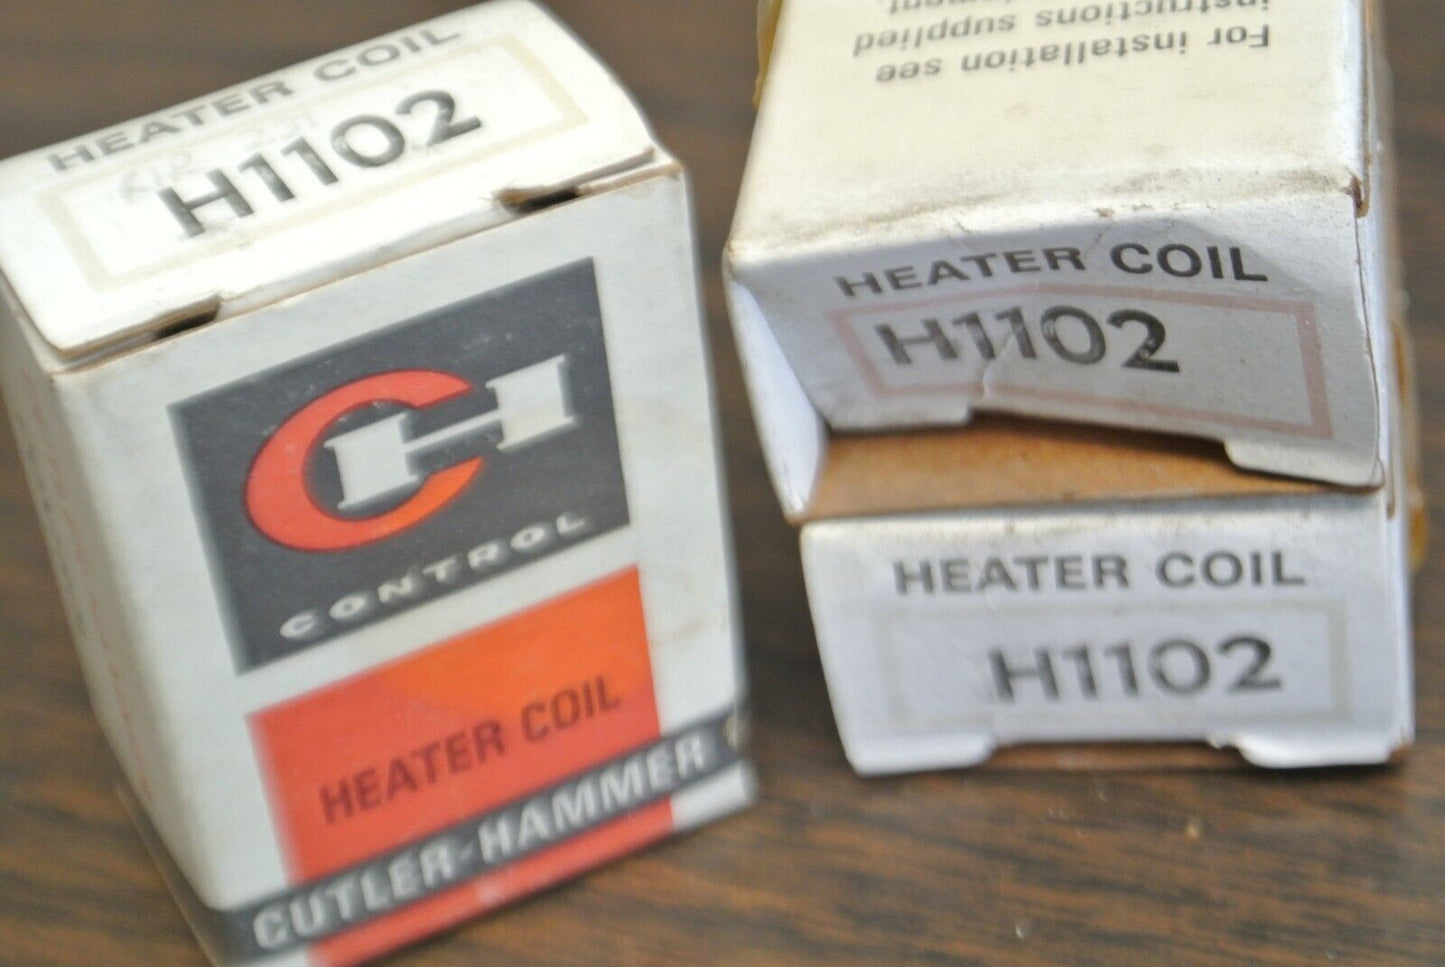 HEATER COIL
H1102
CH
CONTROL
HEATER COIL
CUTLER-HAMMER
For installation see
instructions supplied
HEATER COIL
H1102
HEATER COIL
H1102